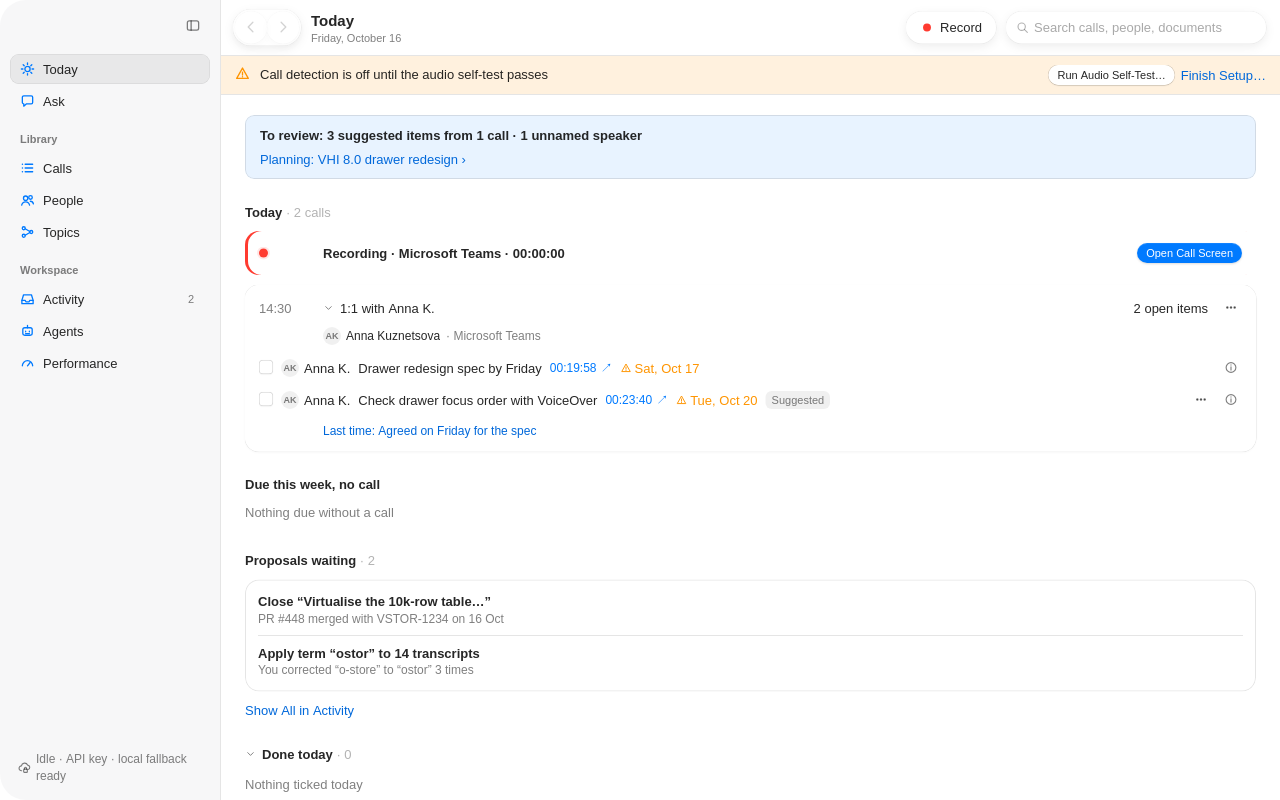 Today
Friday, October 16
Record
Search calls, people, documents
Today
Ask
Library
Calls
People
Topics
Workspace
Activity 2
Agents
Performance
Idle · API key · local fallback
ready
Call detection is off until the audio self-test passes
Run Audio Self-Test…
Finish Setup…
To review: 3 suggested items from 1 call · 1 unnamed speaker
Planning: VHI 8.0 drawer redesign ›
Today · 2 calls
Recording · Microsoft Teams · 00:00:00
Open Call Screen
14:30 1:1 with Anna K. 2 open items
AK Anna Kuznetsova · Microsoft Teams
AK Anna K. Drawer redesign spec by Friday 00:19:58 ↗ Sat, Oct 17
AK Anna K. Check drawer focus order with VoiceOver 00:23:40 ↗ Tue, Oct 20 Suggested
Last time: Agreed on Friday for the spec
Due this week, no call
Nothing due without a call
Proposals waiting · 2
Close “Virtualise the 10k-row table…”
PR #448 merged with VSTOR-1234 on 16 Oct
Apply term “ostor” to 14 transcripts
You corrected “o-store” to “ostor” 3 times
Show All in Activity
Done today · 0
Nothing ticked today